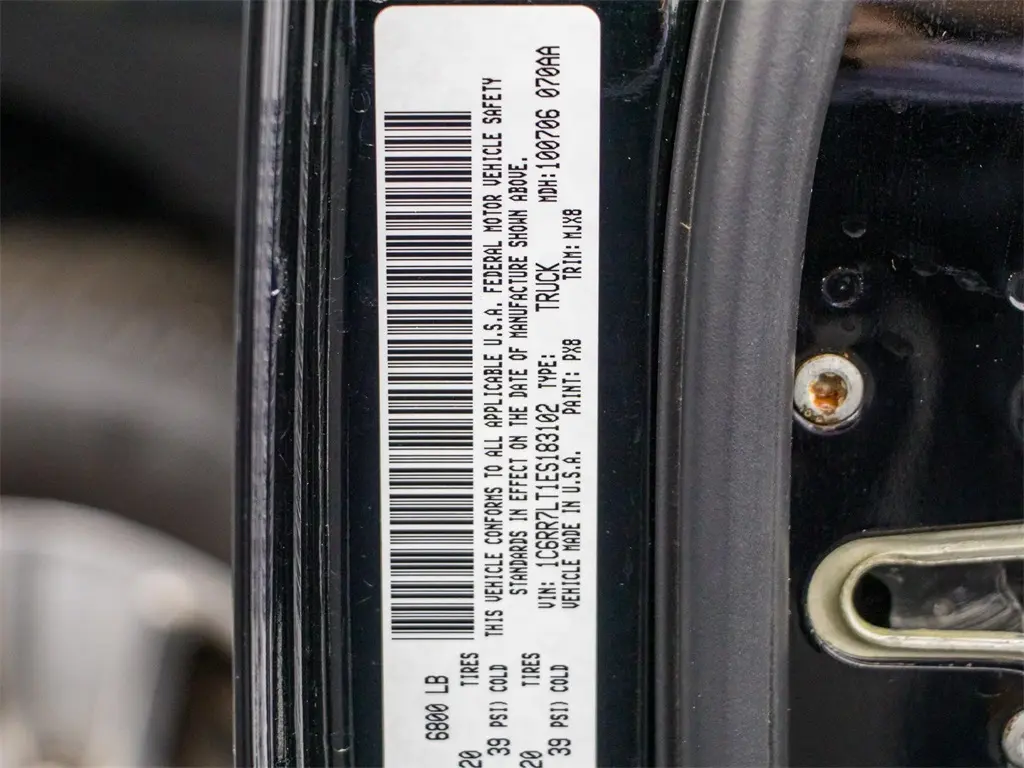 6800 LB
TIRES
20
39 PSI) COLD
TIRES
20
39 PSI) COLD
THIS VEHICLE CONFORMS TO ALL APPLICABLE U.S.A. FEDERAL MOTOR VEHICLE SAFETY
STANDARDS IN EFFECT ON THE DATE OF MANUFACTURE SHOWN ABOVE.
VIN: 1C6RR7LT1ES183102 TYPE: TRUCK MDH:100706 070AA
VEHICLE MADE IN U.S.A. PAINT: PX8 TRIM: MJX8